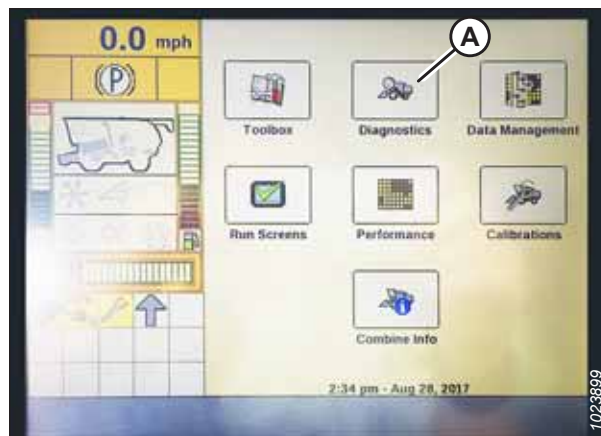 0.0 mph
A
(P)
Toolbox
Diagnostics
Data Management
Run Screens
Performance
Calibrations
Combine Info
2:34 pm - Aug 28, 2017
1023899